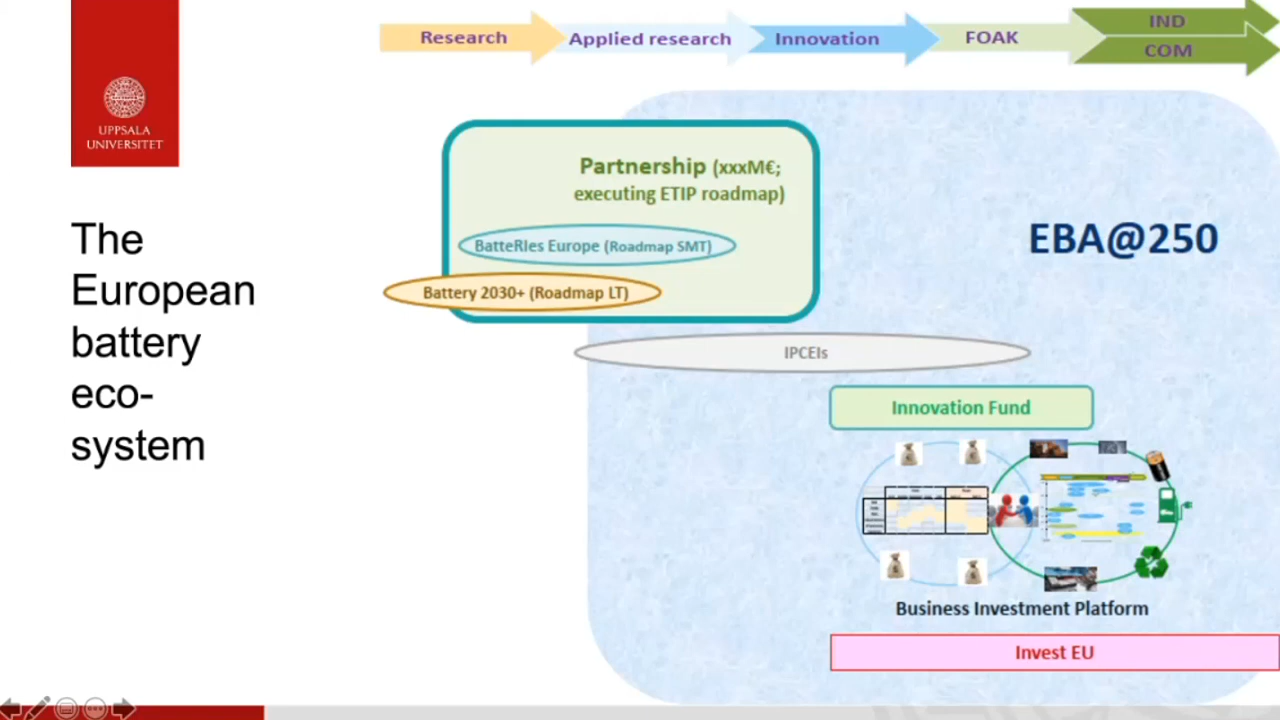 Research
Applied research
Innovation
FOAK
IND
COM
UPPSALA
UNIVERSITET
The
European
battery
eco-
system
Partnership (xxxM€;
executing ETIP roadmap)
BatteRIes Europe (Roadmap SMT)
Battery 2030+ (Roadmap LT)
EBA@250
IPCEIs
Innovation Fund
Business Investment Platform
Invest EU